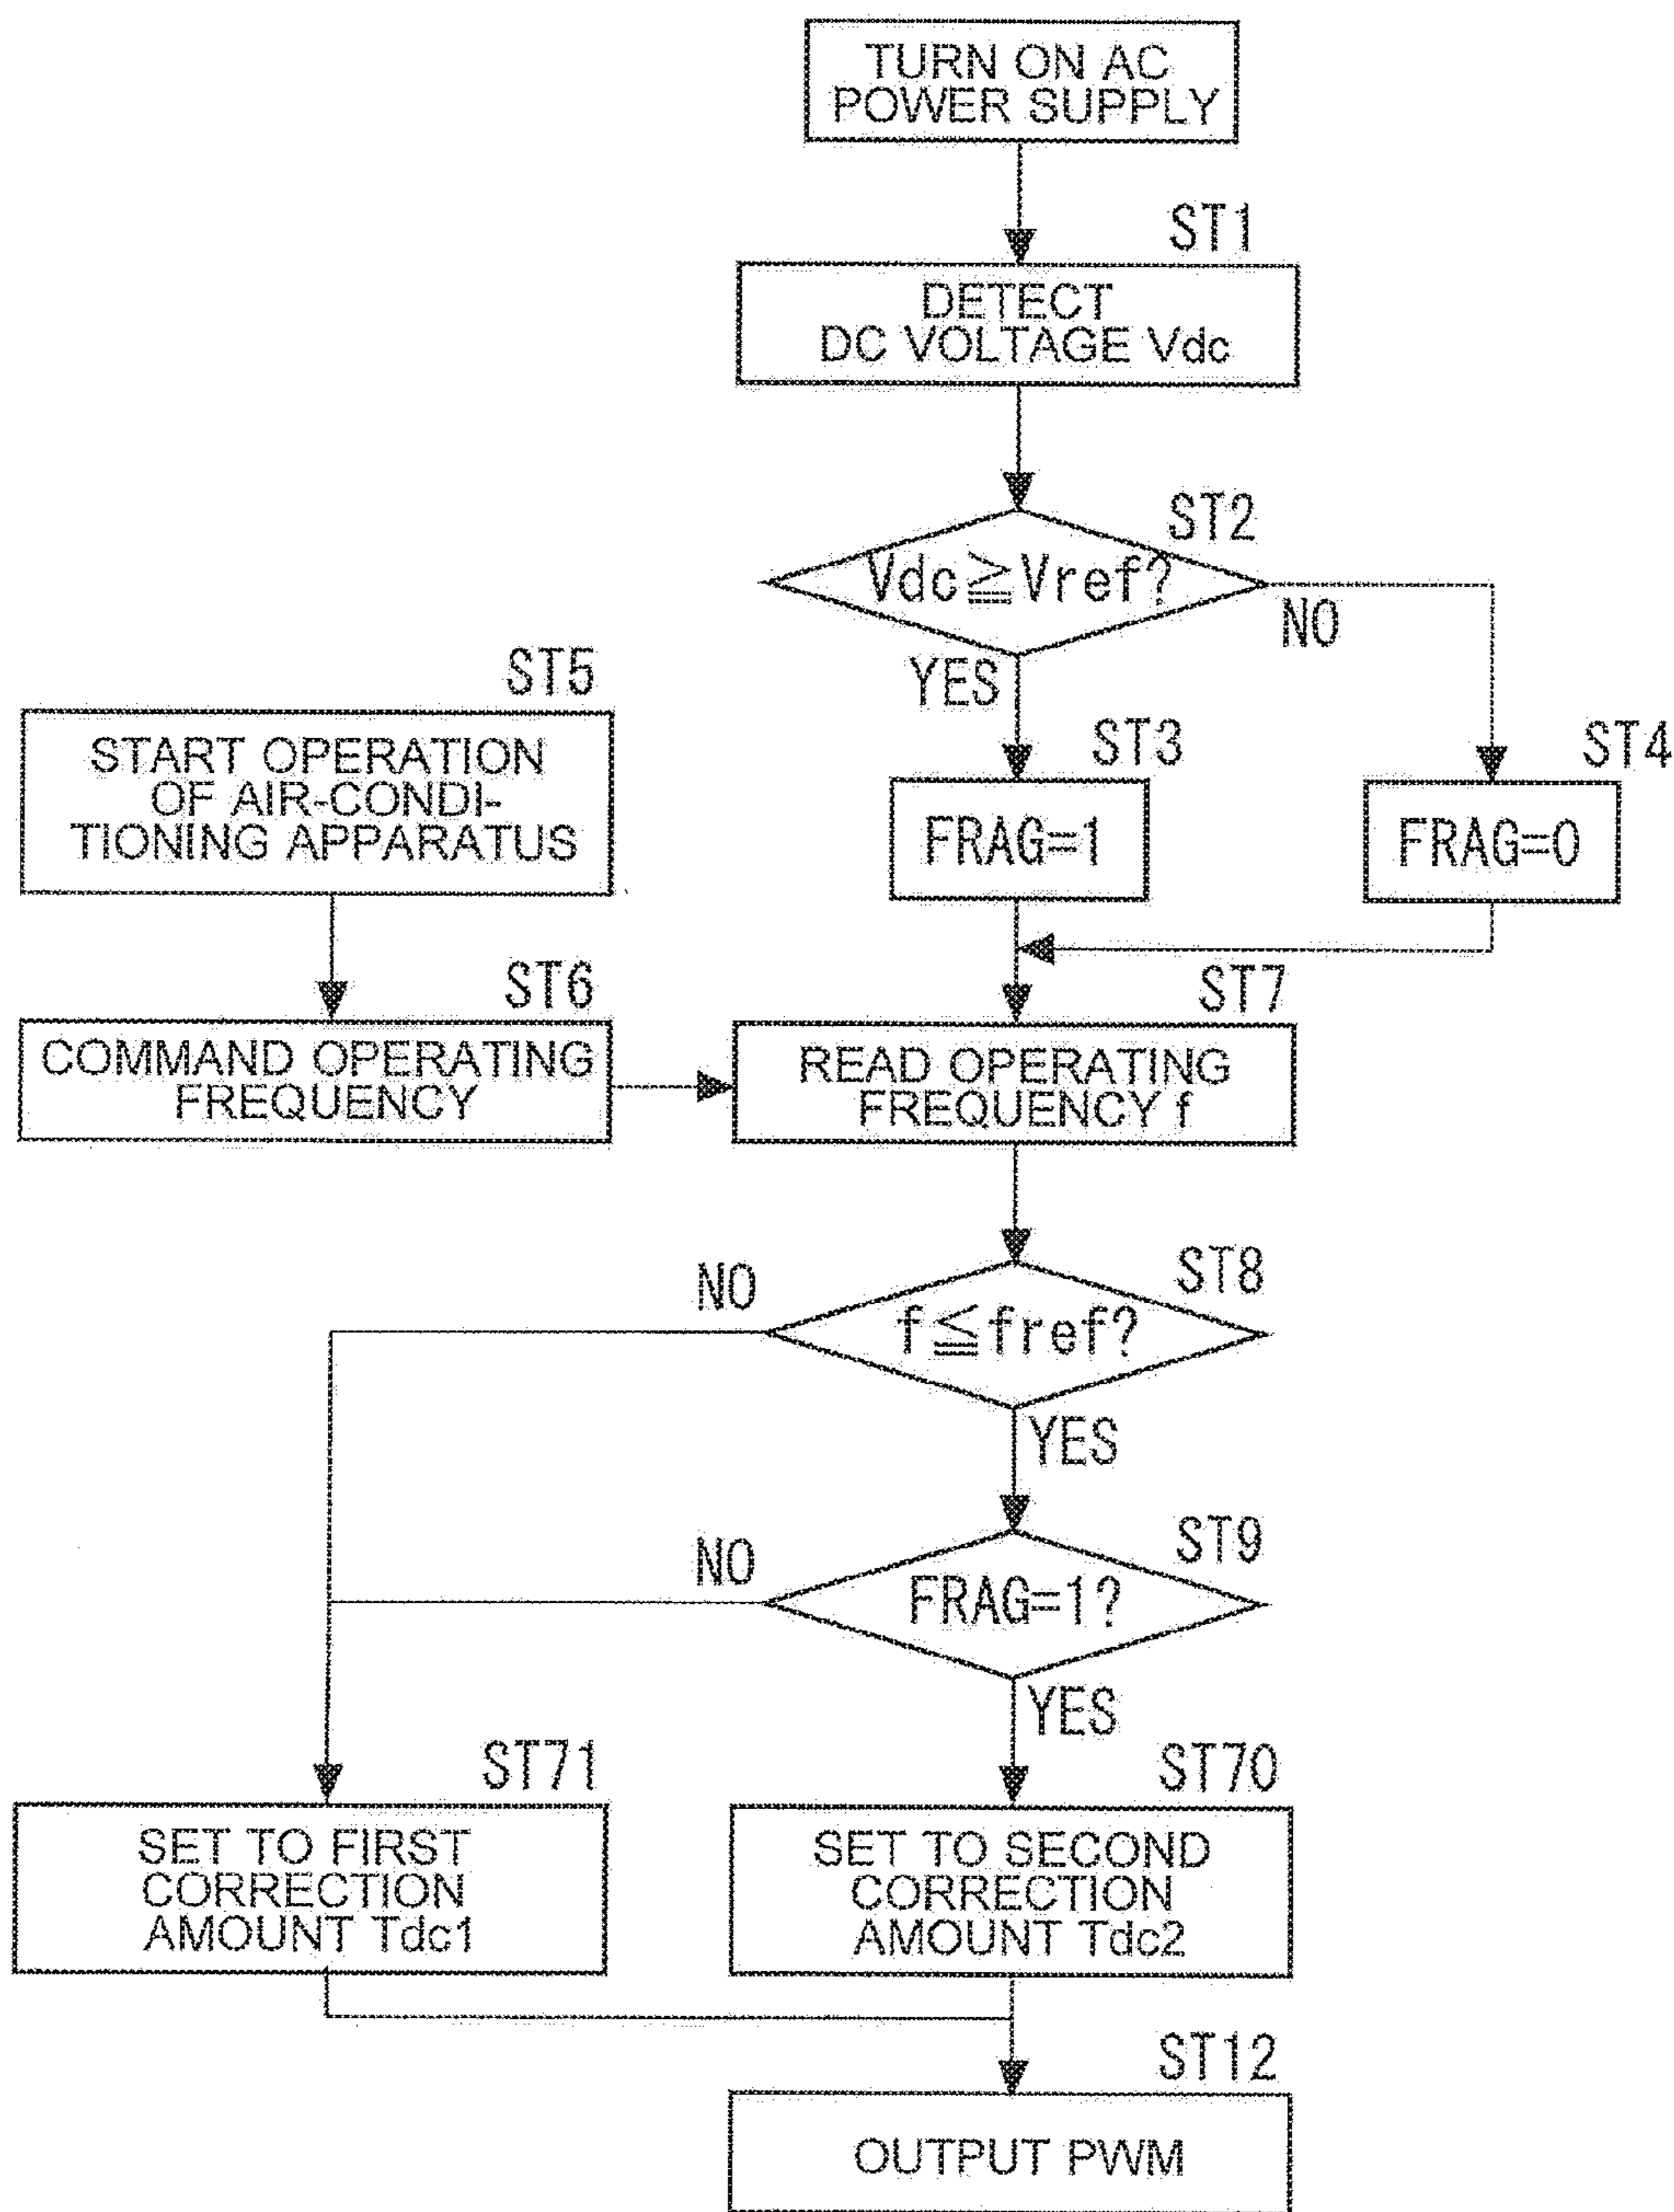 TURN ON AC
POWER SUPPLY
ST1
DETECT
DC VOLTAGE Vdc
ST2
Vdc≧Vref?
NO
YES
ST5
START OPERATION
OF AIR-CONDI-
TIONING APPARATUS
ST3
FRAG=1
ST4
FRAG=0
ST6
COMMAND OPERATING
FREQUENCY
ST7
READ OPERATING
FREQUENCY f
ST8
f≦fref?
NO
YES
ST9
FRAG=1?
NO
YES
ST71
SET TO FIRST
CORRECTION
AMOUNT Tdc1
ST70
SET TO SECOND
CORRECTION
AMOUNT Tdc2
ST12
OUTPUT PWM